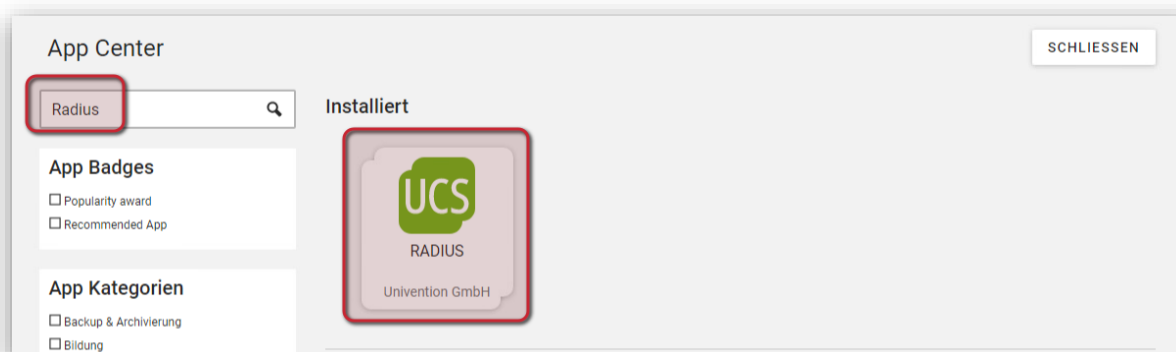 App Center
SCHLIESSEN
Radius
App Badges
Popularity award
Recommended App
App Kategorien
Backup & Archivierung
Bildung
Installiert
UCS
RADIUS
Univention GmbH